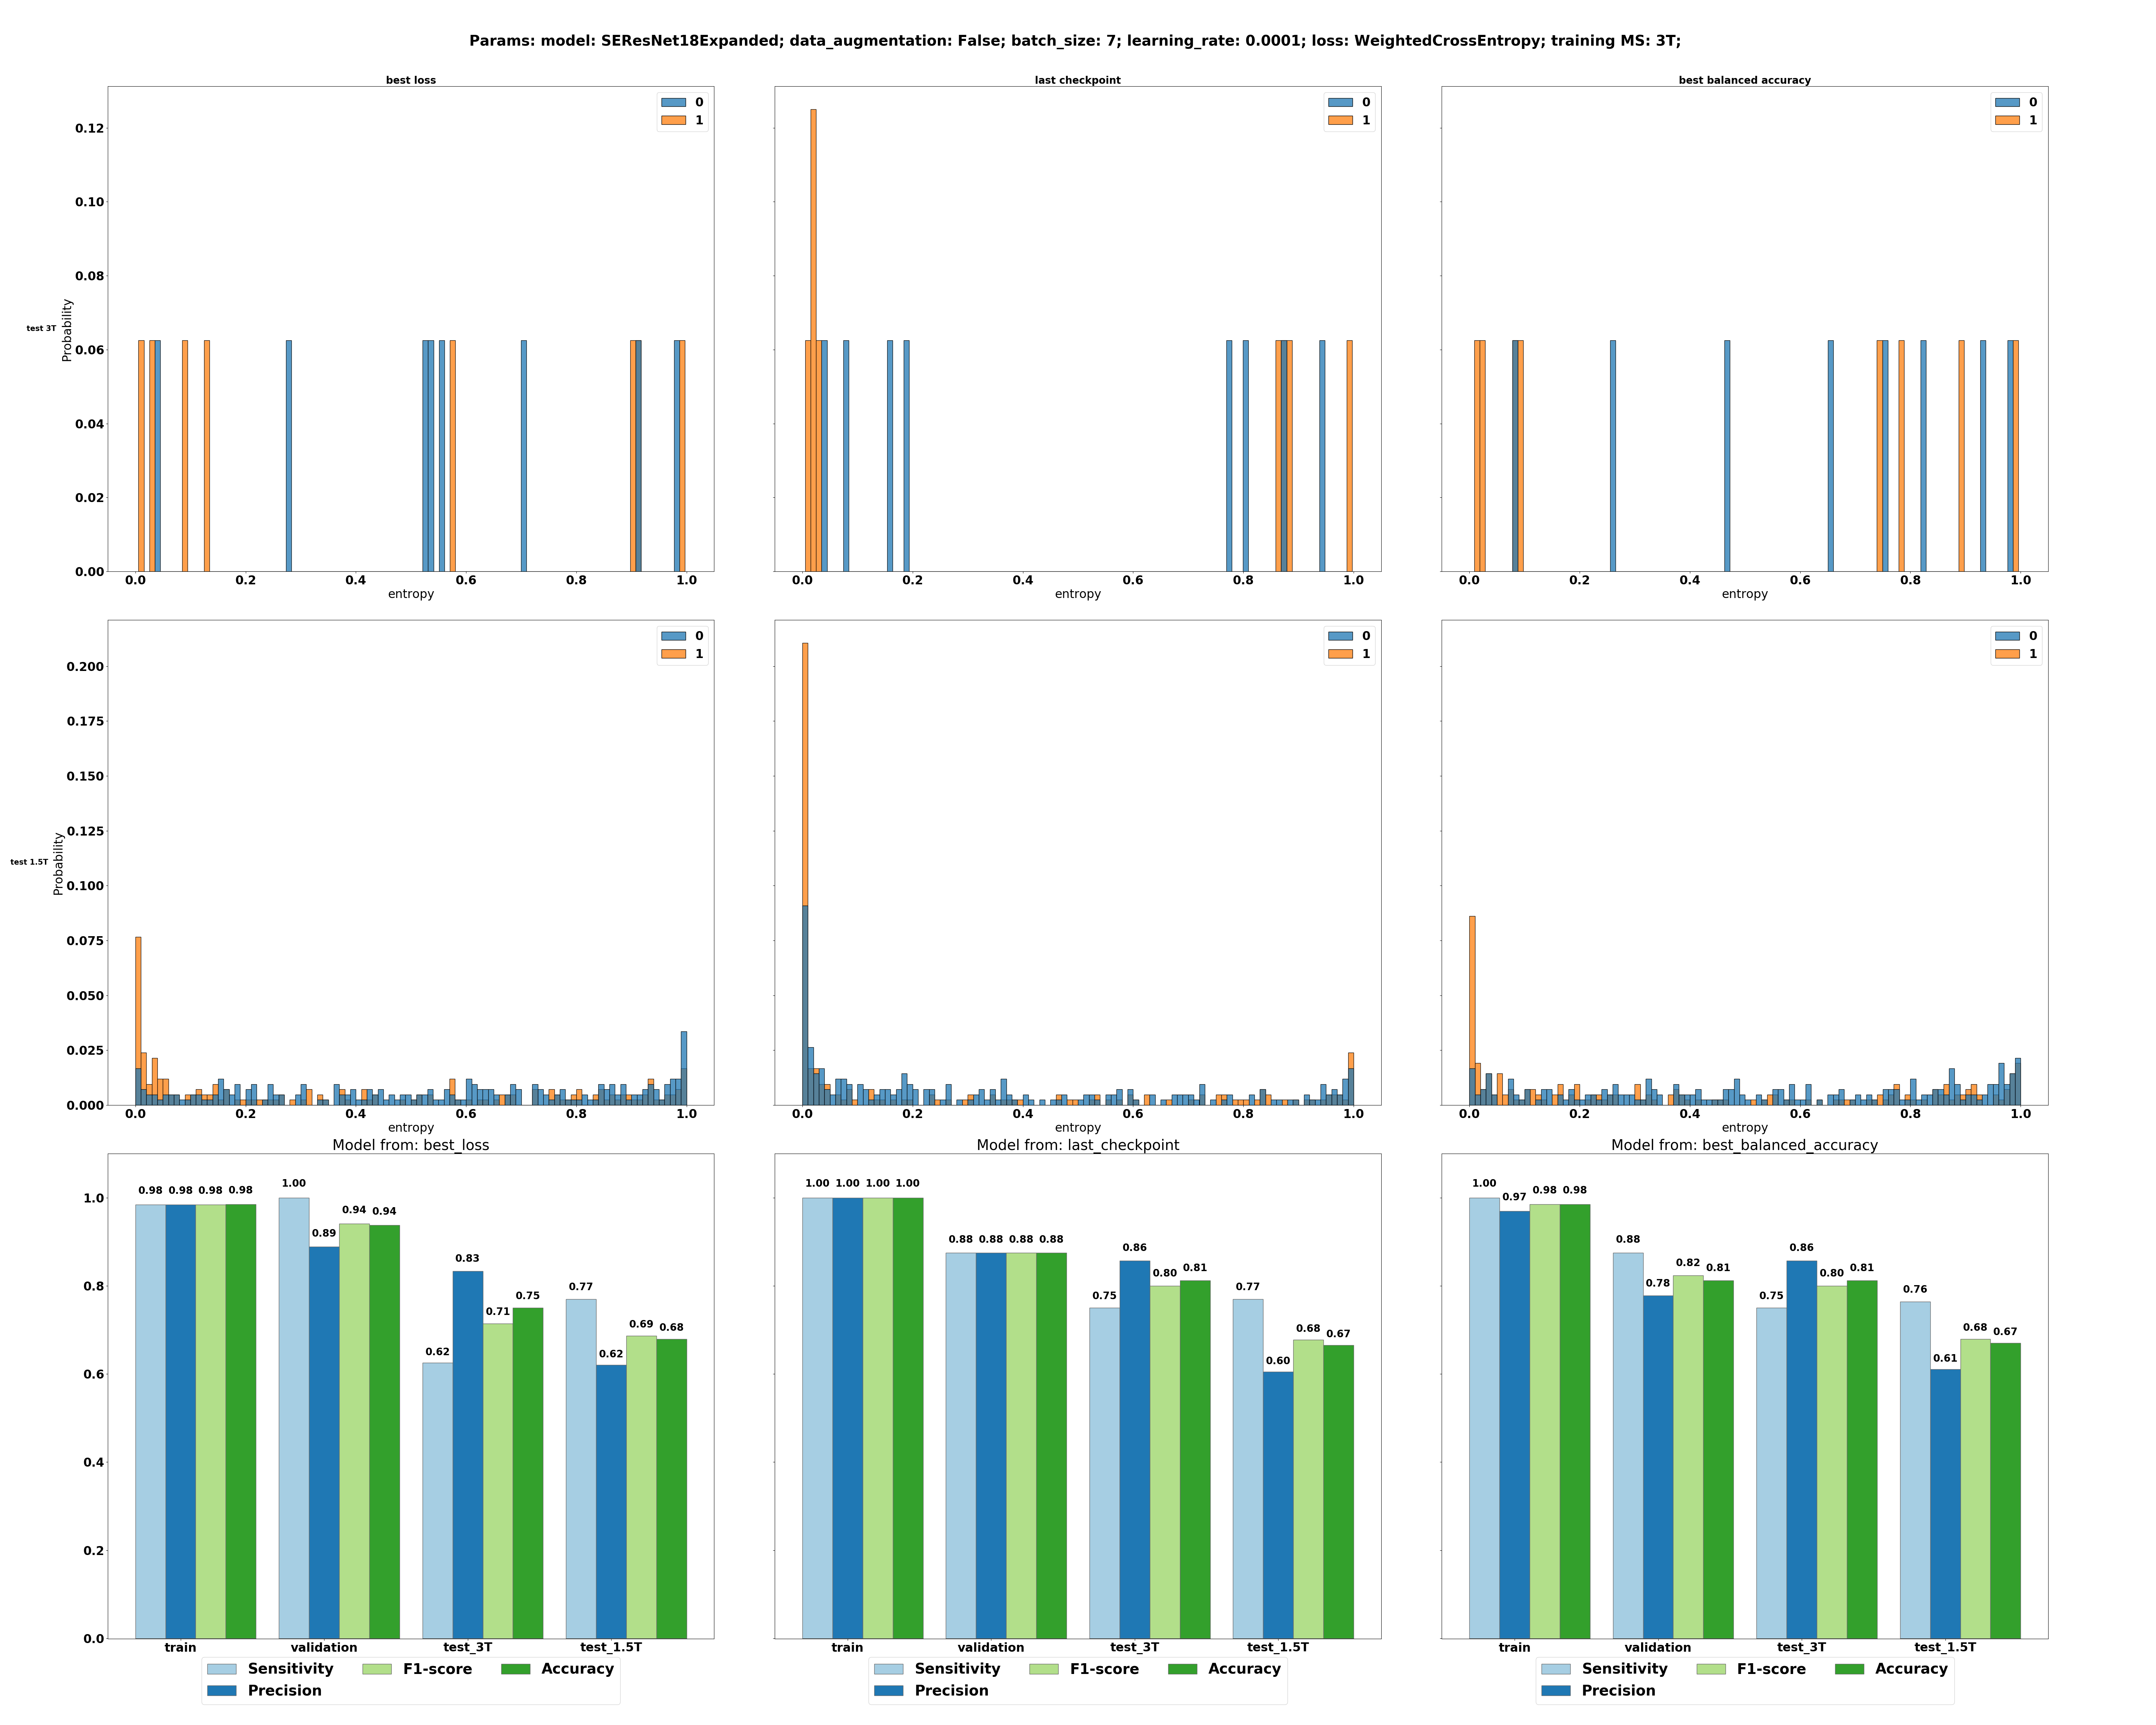 Params: model: SEResNet18Expanded; data_augmentation: False; batch_size: 7; learning_rate: 0.0001; loss: WeightedCrossEntropy; training MS: 3T;
best loss
0
1
0.12
0.10
0.08
0.06
0.04
0.02
0.00
test 3T
Probability
0.0 0.2 0.4 0.6 0.8 1.0
entropy
last checkpoint
0
1
0.0 0.2 0.4 0.6 0.8 1.0
entropy
best balanced accuracy
0
1
0.0 0.2 0.4 0.6 0.8 1.0
entropy
0
1
0.200
0.175
0.150
0.125
0.100
0.075
0.050
0.025
0.000
test 1.5T
Probability
0.0 0.2 0.4 0.6 0.8 1.0
entropy
0
1
0.0 0.2 0.4 0.6 0.8 1.0
entropy
0
1
0.0 0.2 0.4 0.6 0.8 1.0
entropy
Model from: best_loss
1.0
0.8
0.6
0.4
0.2
0.0
0.98 0.98 0.98 0.98
1.00 0.89 0.94 0.94
0.62 0.83 0.71 0.75
0.77 0.62 0.69 0.68
train validation test_3T test_1.5T
Sensitivity F1-score Accuracy
Precision
Model from: last_checkpoint
1.00 1.00 1.00 1.00
0.88 0.88 0.88 0.88
0.75 0.86 0.80 0.81
0.77 0.60 0.68 0.67
train validation test_3T test_1.5T
Sensitivity F1-score Accuracy
Precision
Model from: best_balanced_accuracy
1.00 0.97 0.98 0.98
0.88 0.78 0.82 0.81
0.75 0.86 0.80 0.81
0.76 0.61 0.68 0.67
train validation test_3T test_1.5T
Sensitivity F1-score Accuracy
Precision